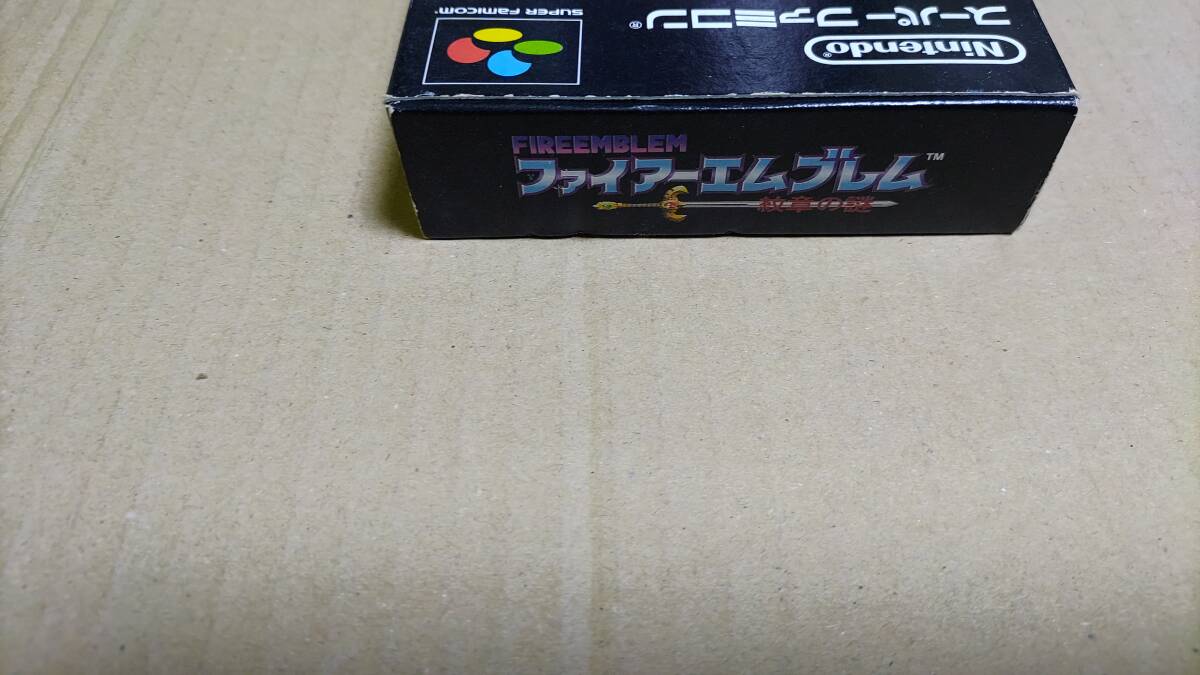 Nintendo®
スーパーファミコン®
SUPER FAMICOM™
FIREEMBLEM
ファイアーエムブレム™
紋章の謎